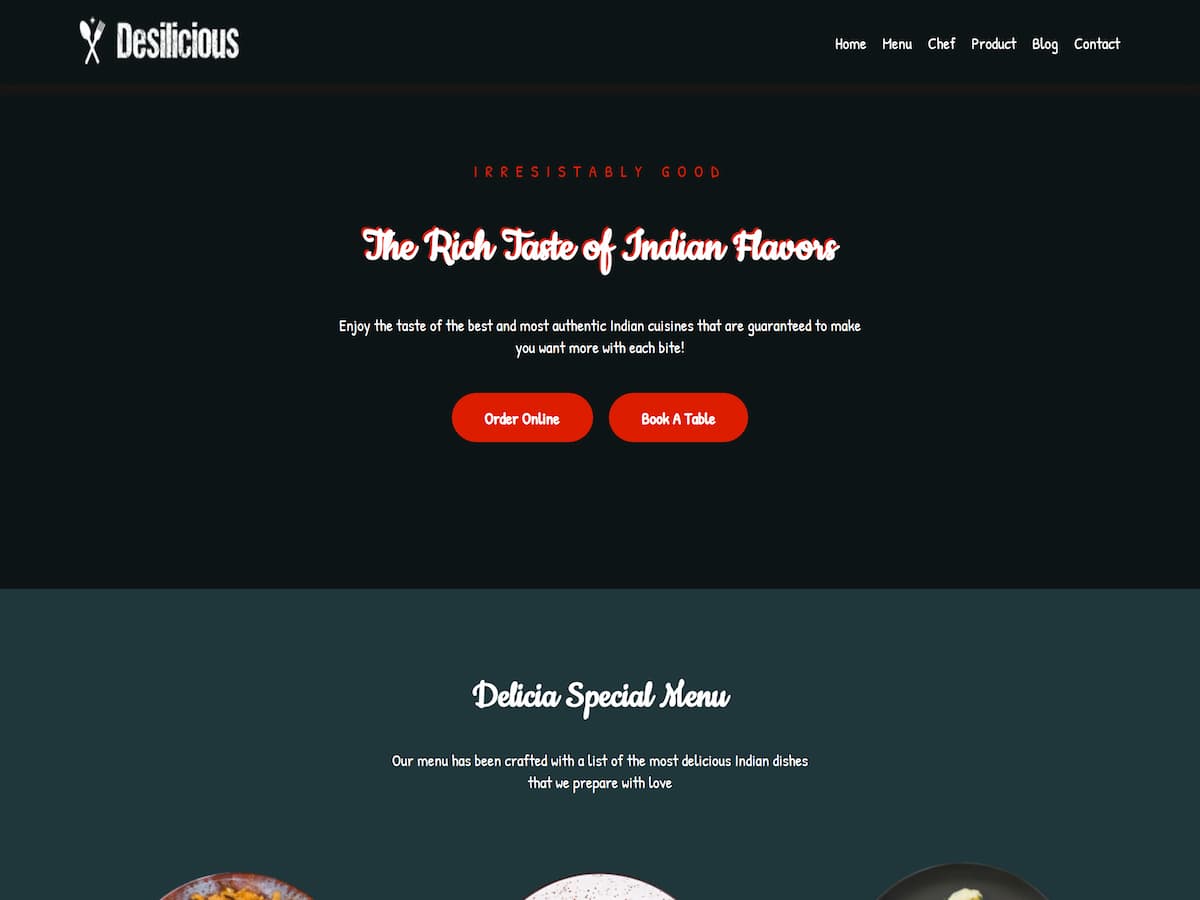 Desilicious
Home Menu Chef Product Blog Contact
IRRESISTABLY GOOD
The Rich Taste of Indian Flavors
Enjoy the taste of the best and most authentic Indian cuisines that are guaranteed to make
you want more with each bite!
Order Online Book A Table
Delicia Special Menu
Our menu has been crafted with a list of the most delicious Indian dishes
that we prepare with love